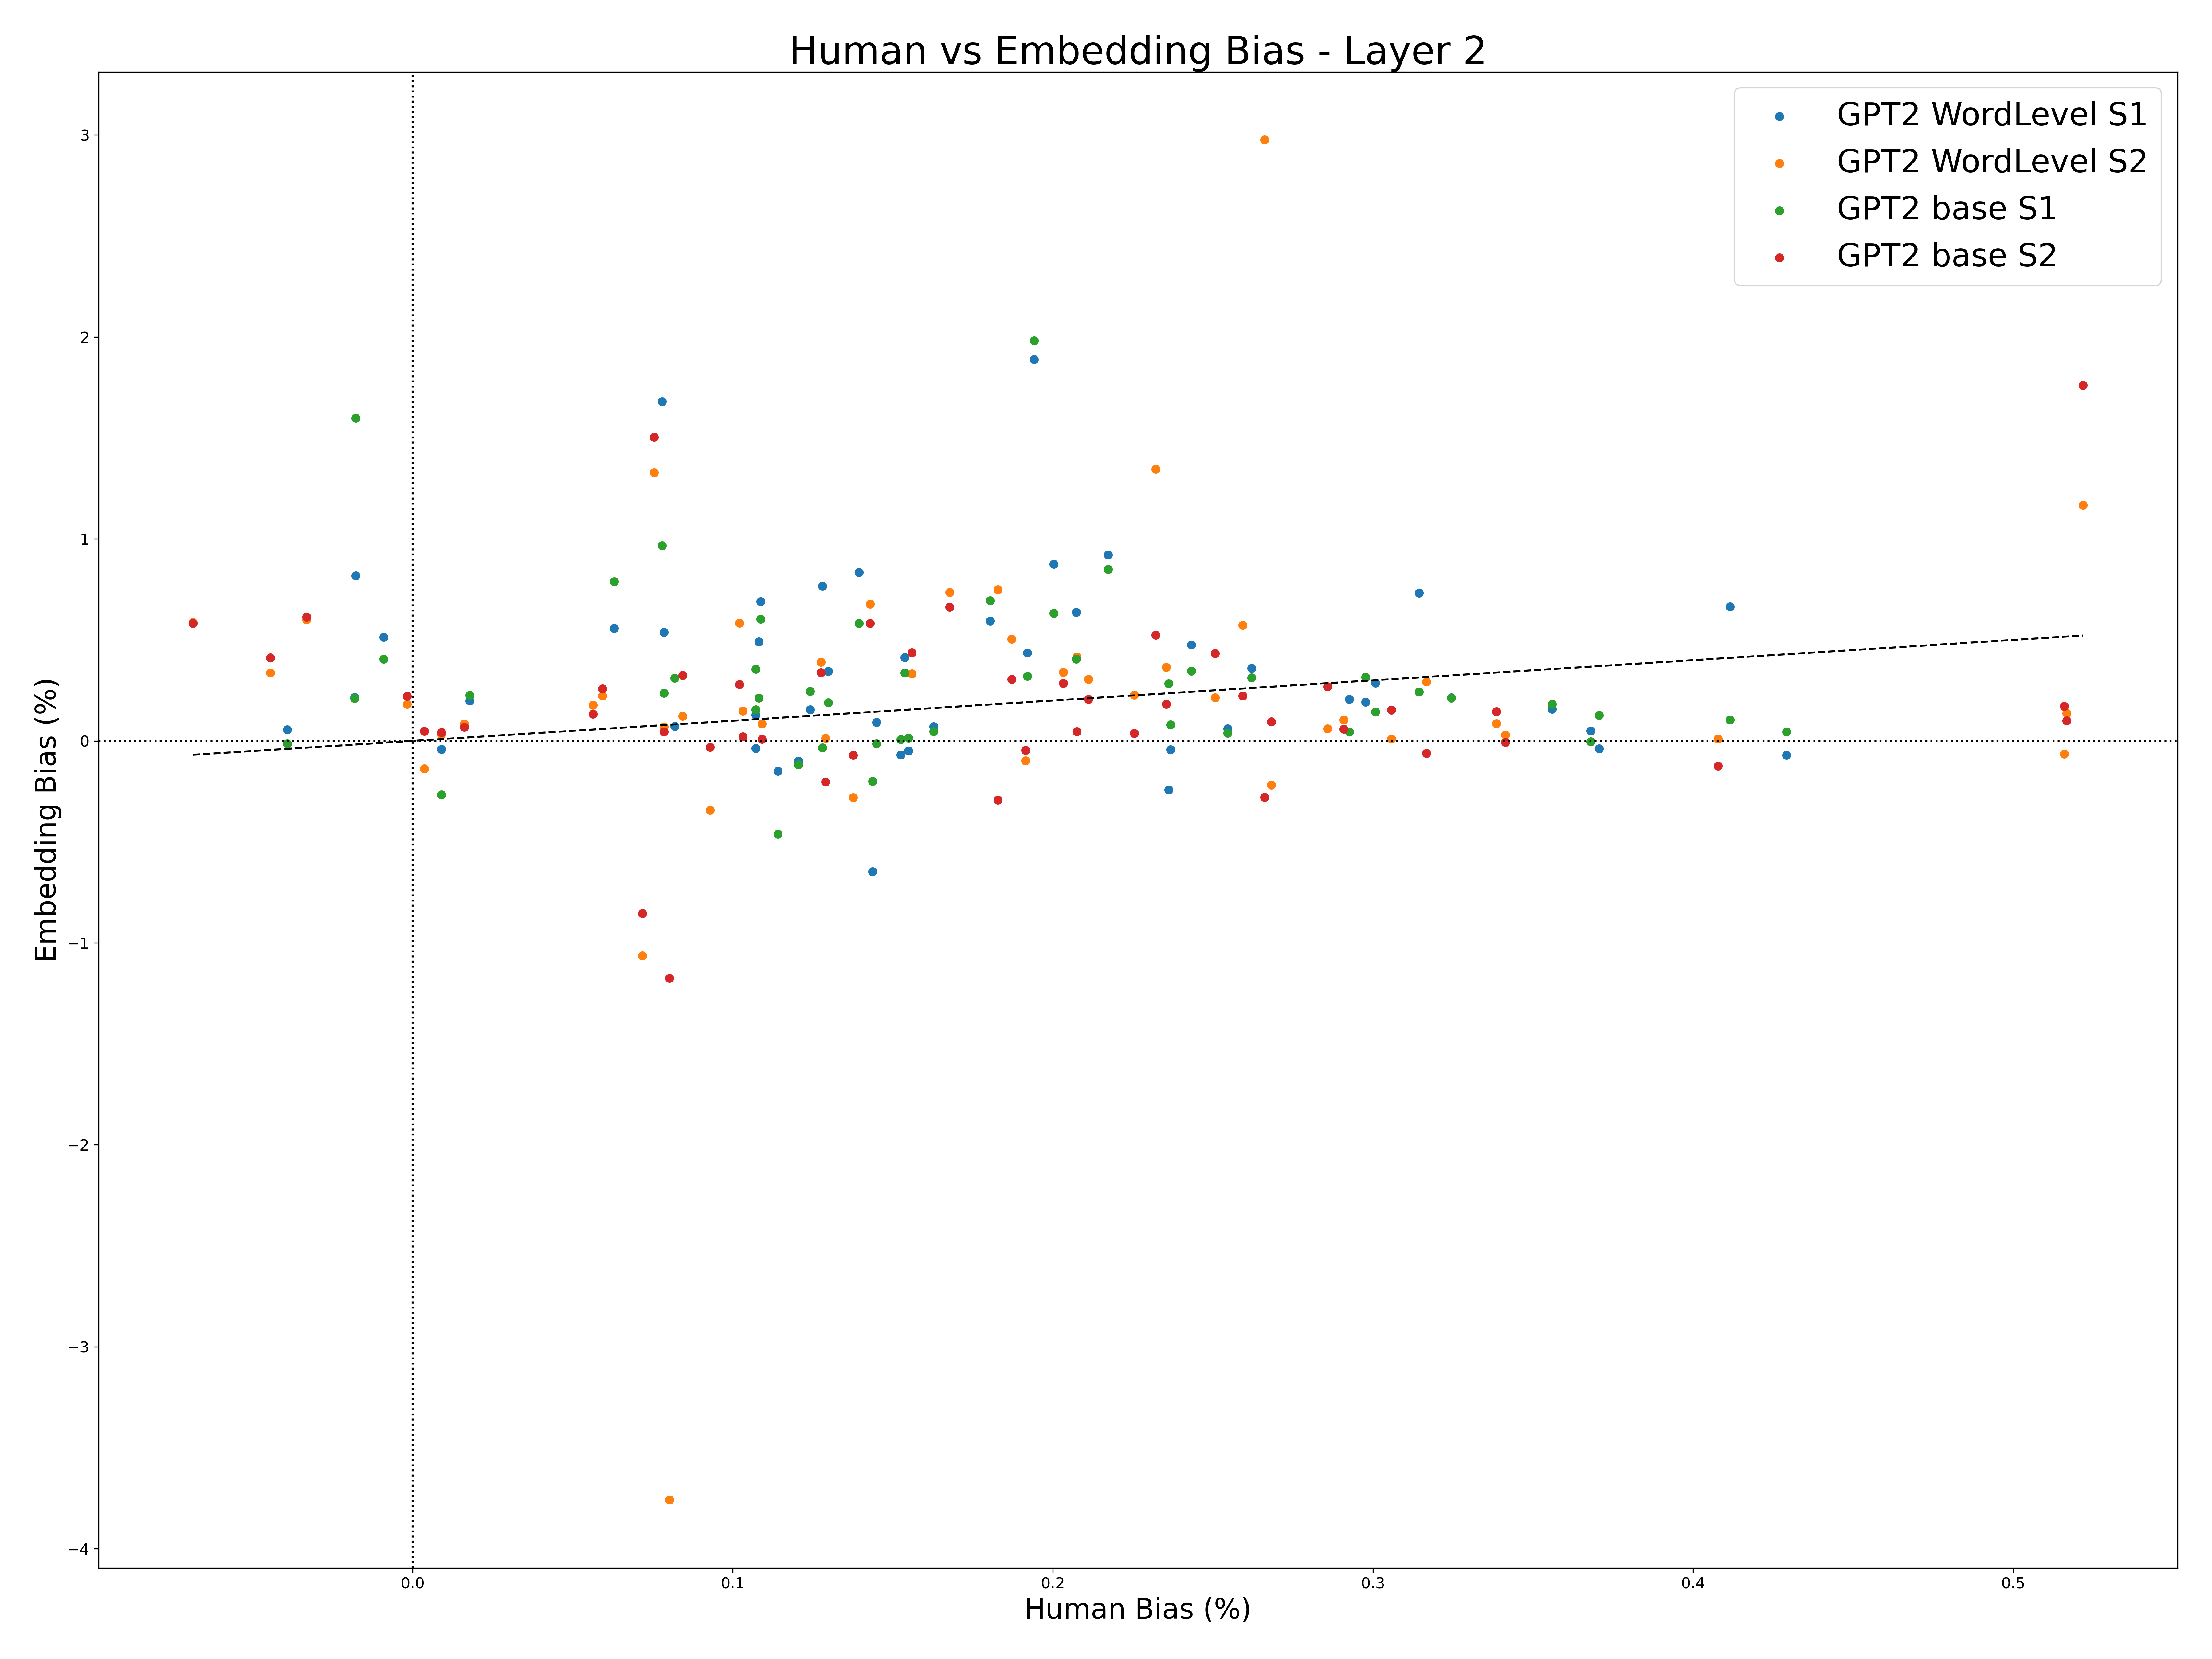 Human vs Embedding Bias - Layer 2
GPT2 WordLevel S1
GPT2 WordLevel S2
GPT2 base S1
GPT2 base S2
Embedding Bias (%)
3
2
1
0
−1
−2
−3
−4
0.0 0.1 0.2 0.3 0.4 0.5
Human Bias (%)